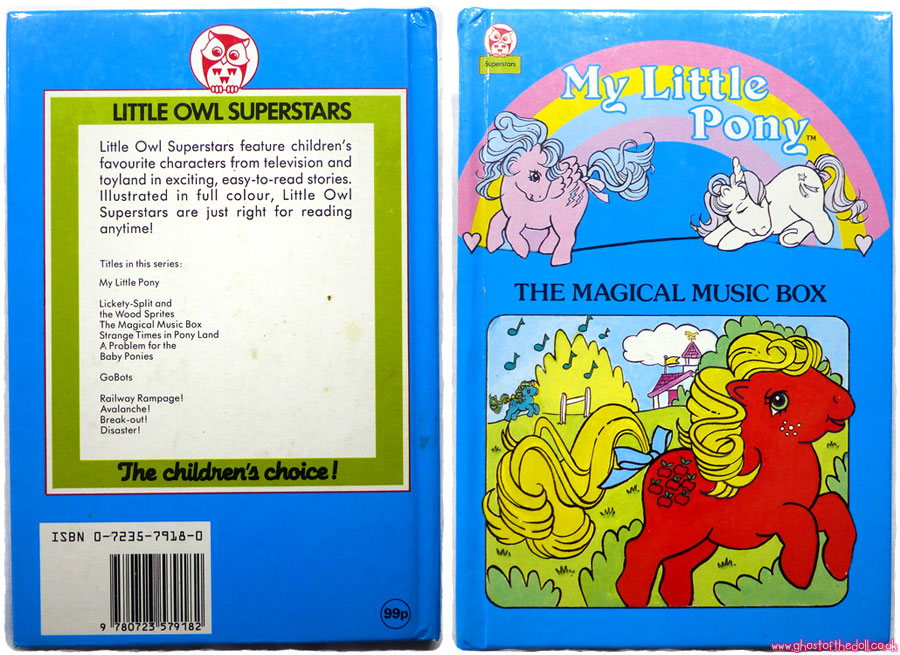 LITTLE OWL SUPERSTARS
Little Owl Superstars feature children's
favourite characters from television and
toyland in exciting, easy-to-read stories.
Illustrated in full colour, Little Owl
Superstars are just right for reading
anytime!
Titles in this series:
My Little Pony
Lickety-Split and
the Wood Sprites
The Magical Music Box
Strange Times in Pony Land
A Problem for the
Baby Ponies
GoBots
Railway Rampage!
Avalanche!
Break-out!
Disaster!
The children's choice!
ISBN 0-7235-7918-0
9 780723 579182
99p
Superstars
My Little
Pony™
THE MAGICAL MUSIC BOX
www.ghostofthedoll.co.uk